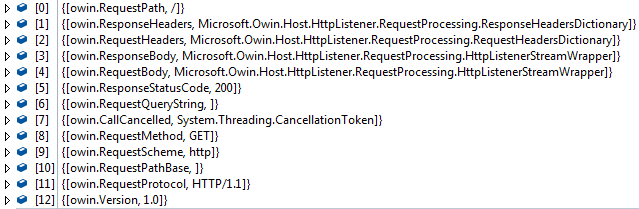 [0] {[owin.RequestPath, /]}
[1] {[owin.ResponseHeaders, Microsoft.Owin.Host.HttpListener.RequestProcessing.ResponseHeadersDictionary]}
[2] {[owin.RequestHeaders, Microsoft.Owin.Host.HttpListener.RequestProcessing.RequestHeadersDictionary]}
[3] {[owin.ResponseBody, Microsoft.Owin.Host.HttpListener.RequestProcessing.HttpListenerStreamWrapper]}
[4] {[owin.RequestBody, Microsoft.Owin.Host.HttpListener.RequestProcessing.HttpListenerStreamWrapper]}
[5] {[owin.ResponseStatusCode, 200]}
[6] {[owin.RequestQueryString, ]}
[7] {[owin.CallCancelled, System.Threading.CancellationToken]}
[8] {[owin.RequestMethod, GET]}
[9] {[owin.RequestScheme, http]}
[10] {[owin.RequestPathBase, ]}
[11] {[owin.RequestProtocol, HTTP/1.1]}
[12] {[owin.Version, 1.0]}